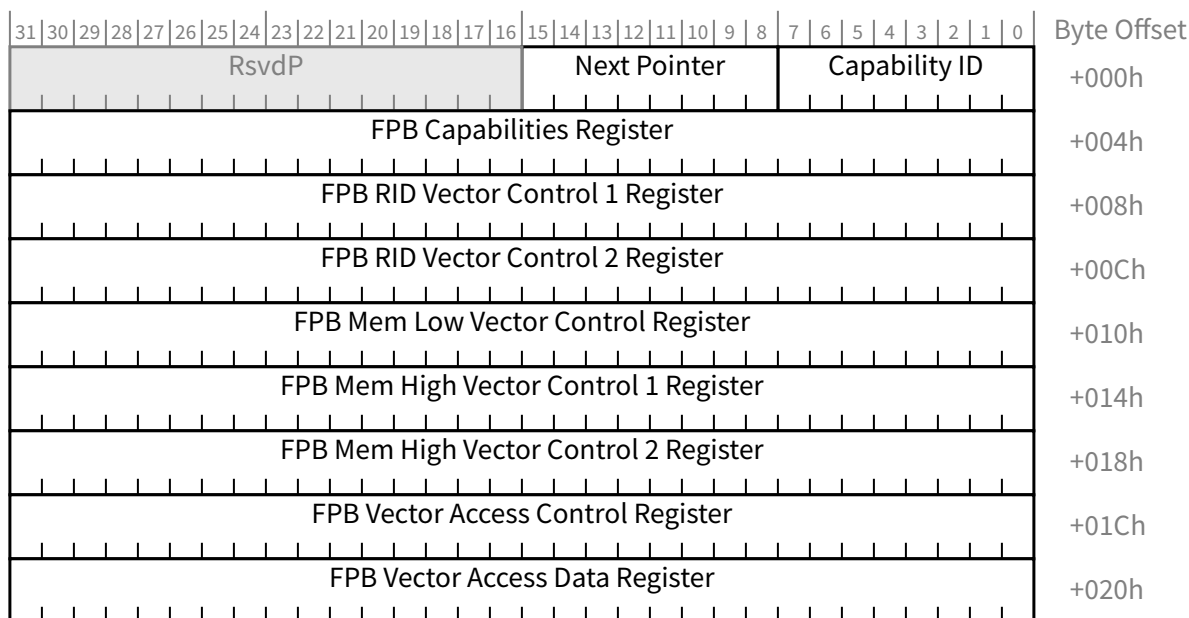 31 30 29 28 27 26 25 24 23 22 21 20 19 18 17 16 15 14 13 12 11 10 9 8 7 6 5 4 3 2 1 0 Byte Offset
RsvdP Next Pointer Capability ID +000h
FPB Capabilities Register +004h
FPB RID Vector Control 1 Register +008h
FPB RID Vector Control 2 Register +00Ch
FPB Mem Low Vector Control Register +010h
FPB Mem High Vector Control 1 Register +014h
FPB Mem High Vector Control 2 Register +018h
FPB Vector Access Control Register +01Ch
FPB Vector Access Data Register +020h